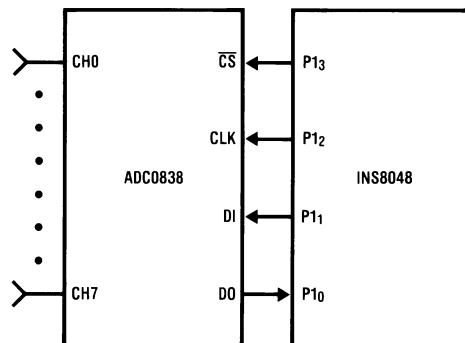 CH0
CS
P13
CLK
P12
ADC0838
INS8048
DI
P11
CH7
DO
P10